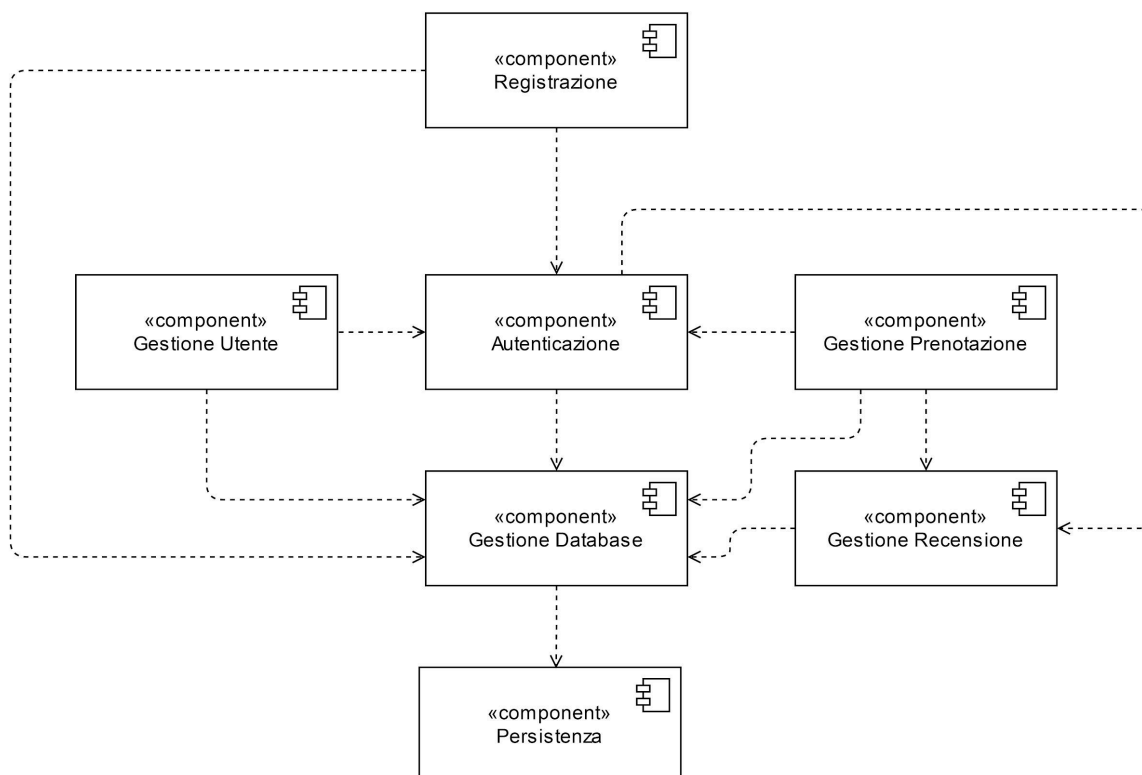 «component»
Registrazione
«component»
Gestione Utente
«component»
Autenticazione
«component»
Gestione Prenotazione
«component»
Gestione Database
«component»
Gestione Recensione
«component»
Persistenza